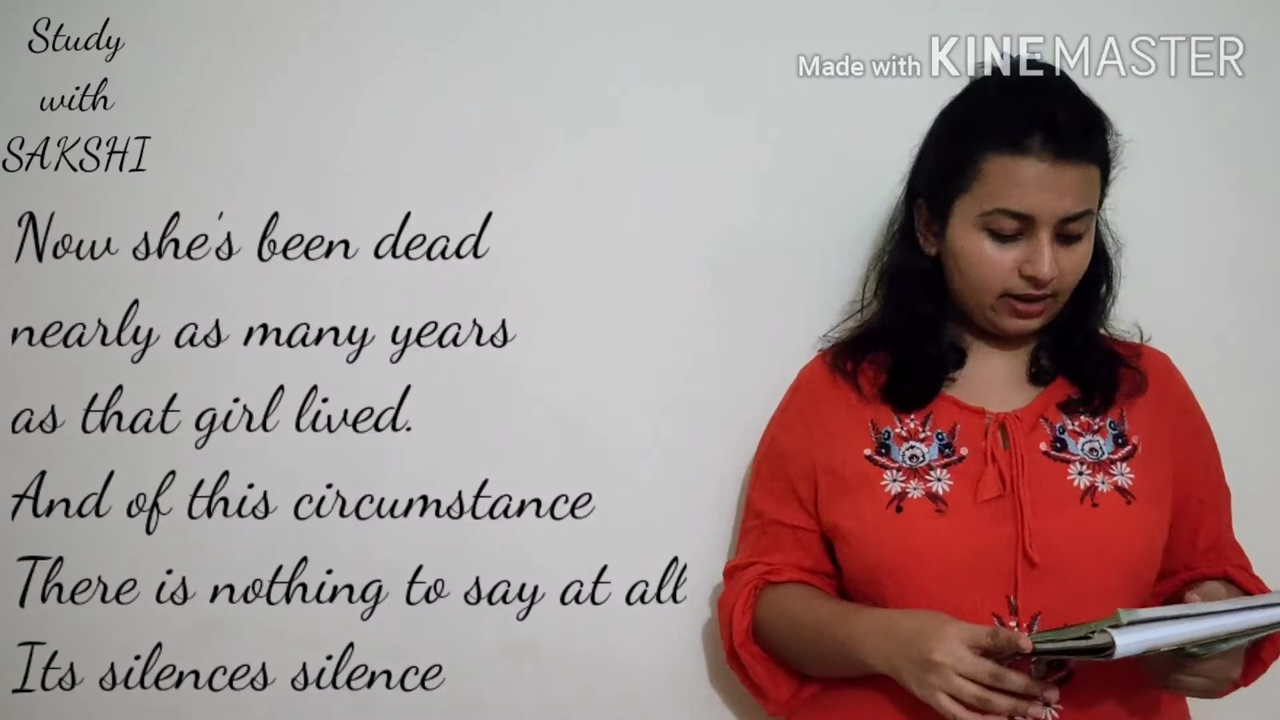 Study
with
SAKSHI
Made with KINEMASTER
Now she's been dead
nearly as many years
as that girl lived.
And of this circumstance
There is nothing to say at all
Its silences silence